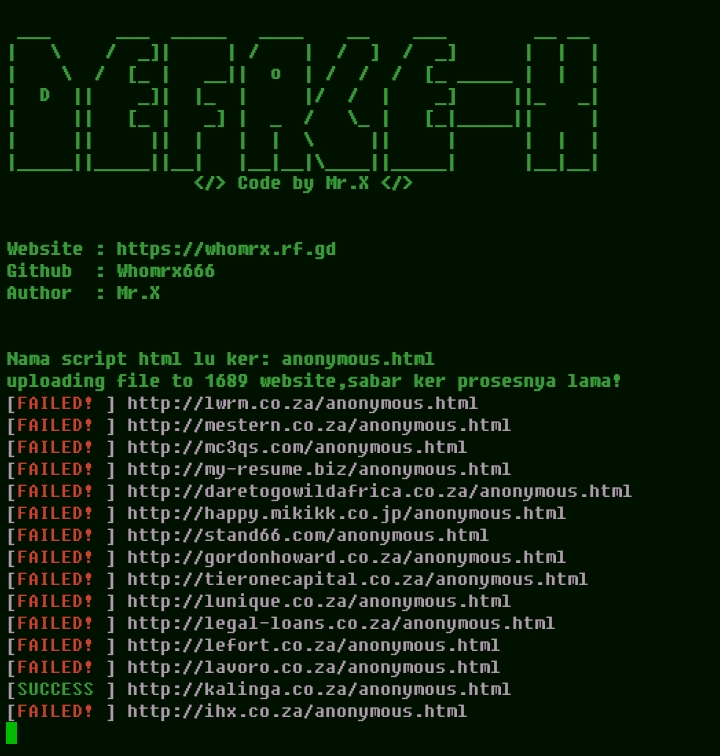 DEFACE-X
</> Code by Mr.X </>
Website : https://whomrx.rf.gd
Github  : Whomrx666
Author  : Mr.X
Nama script html lu ker: anonymous.html
uploading file to 1689 website,sabar ker prosesnya lama!
[FAILED! ] http://lwrm.co.za/anonymous.html
[FAILED! ] http://mestern.co.za/anonymous.html
[FAILED! ] http://mc3qs.com/anonymous.html
[FAILED! ] http://my-resume.biz/anonymous.html
[FAILED! ] http://daretogowildafrica.co.za/anonymous.html
[FAILED! ] http://happy.mikikk.co.jp/anonymous.html
[FAILED! ] http://stand66.com/anonymous.html
[FAILED! ] http://gordonhoward.co.za/anonymous.html
[FAILED! ] http://tieronecapital.co.za/anonymous.html
[FAILED! ] http://lunique.co.za/anonymous.html
[FAILED! ] http://legal-loans.co.za/anonymous.html
[FAILED! ] http://lefort.co.za/anonymous.html
[FAILED! ] http://lavoro.co.za/anonymous.html
[SUCCESS ] http://kalinga.co.za/anonymous.html
[FAILED! ] http://ihx.co.za/anonymous.html